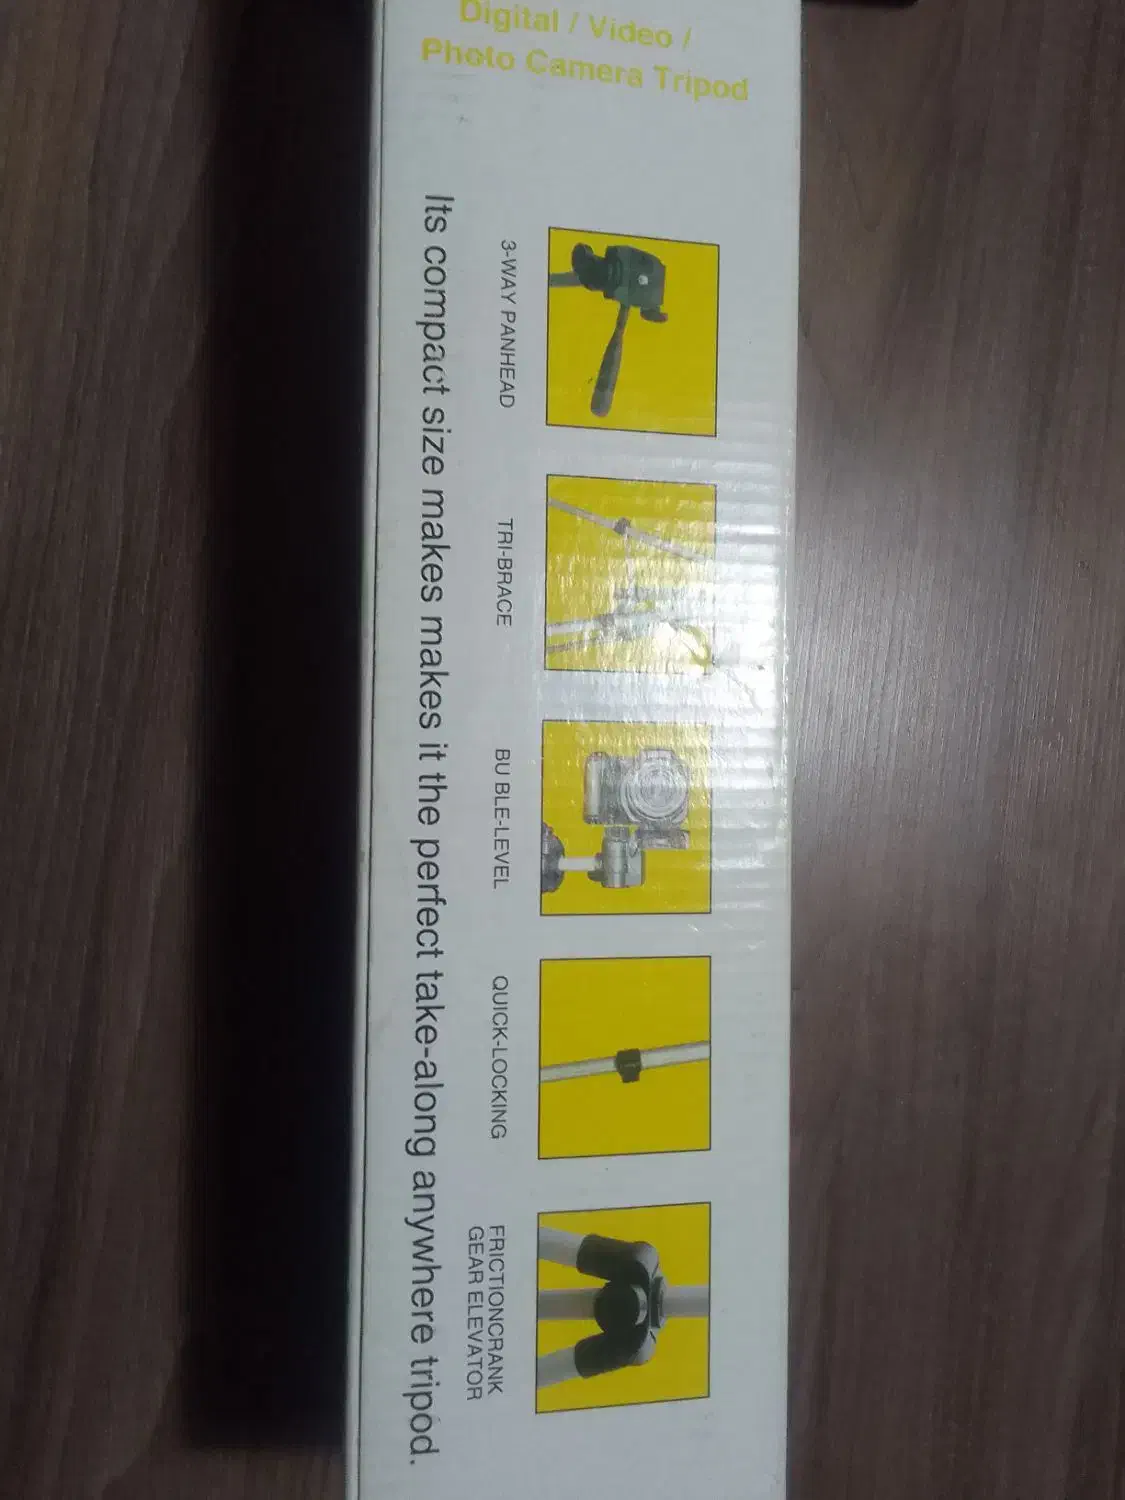 Digital / Video /
Photo Camera Tripod
3-WAY PANHEAD
TRI-BRACE
BU BLE-LEVEL
QUICK-LOCKING
FRICTIONCRANK
GEAR ELEVATOR
Its compact size makes makes it the perfect take-along anywhere tripod.